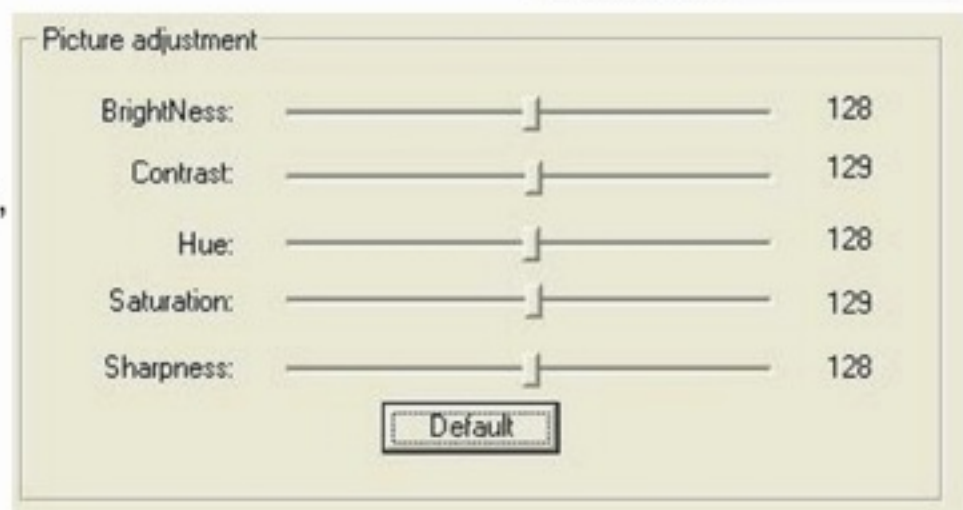 Picture adjustment
BrightNess: 128
Contrast: 129
,
Hue: 128
Saturation: 129
Sharpness: 128
Default